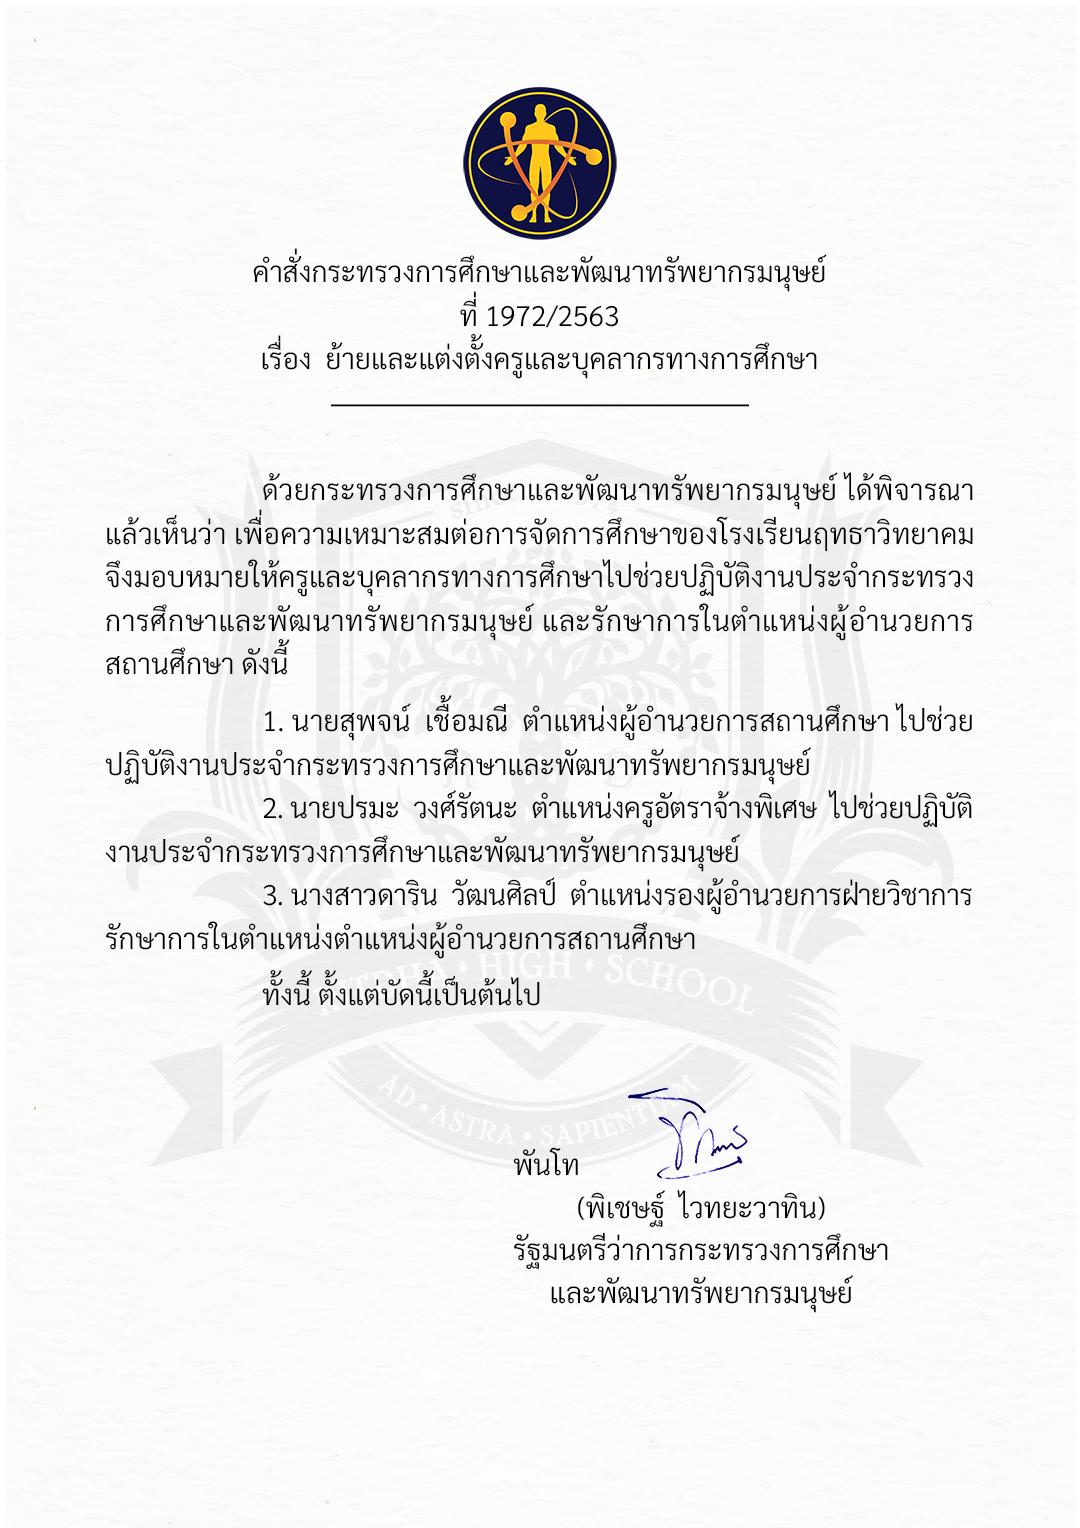 คำสั่งกระทรวงการศึกษาและพัฒนาทรัพยากรมนุษย์
ที่ 1972/2563
เรื่อง ย้ายและแต่งตั้งครูและบุคลากรทางการศึกษา
ด้วยกระทรวงการศึกษาและพัฒนาทรัพยากรมนุษย์ ได้พิจารณา
แล้วเห็นว่า เพื่อความเหมาะสมต่อการจัดการศึกษาของโรงเรียนฤทธาวิทยาคม
จึงมอบหมายให้ครูและบุคลากรทางการศึกษาไปช่วยปฏิบัติงานประจำกระทรวง
การศึกษาและพัฒนาทรัพยากรมนุษย์ และรักษาการในตำแหน่งผู้อำนวยการ
สถานศึกษา ดังนี้
1. นายสุพจน์ เชื้อมณี ตำแหน่งผู้อำนวยการสถานศึกษา ไปช่วย
ปฏิบัติงานประจำกระทรวงการศึกษาและพัฒนาทรัพยากรมนุษย์
2. นายปรมะ วงศ์รัตนะ ตำแหน่งครูอัตราจ้างพิเศษ ไปช่วยปฏิบัติ
งานประจำกระทรวงการศึกษาและพัฒนาทรัพยากรมนุษย์
3. นางสาวดาริน วัฒนศิลป์ ตำแหน่งรองผู้อำนวยการฝ่ายวิชาการ
รักษาการในตำแหน่งตำแหน่งผู้อำนวยการสถานศึกษา
ทั้งนี้ ตั้งแต่บัดนี้เป็นต้นไป
RITDHA • HIGH • SCHOOL
AD • ASTRA • SAPIENTIAM
พันโท
(พิเชษฐ์ ไวทยะวาทิน)
รัฐมนตรีว่าการกระทรวงการศึกษา
และพัฒนาทรัพยากรมนุษย์